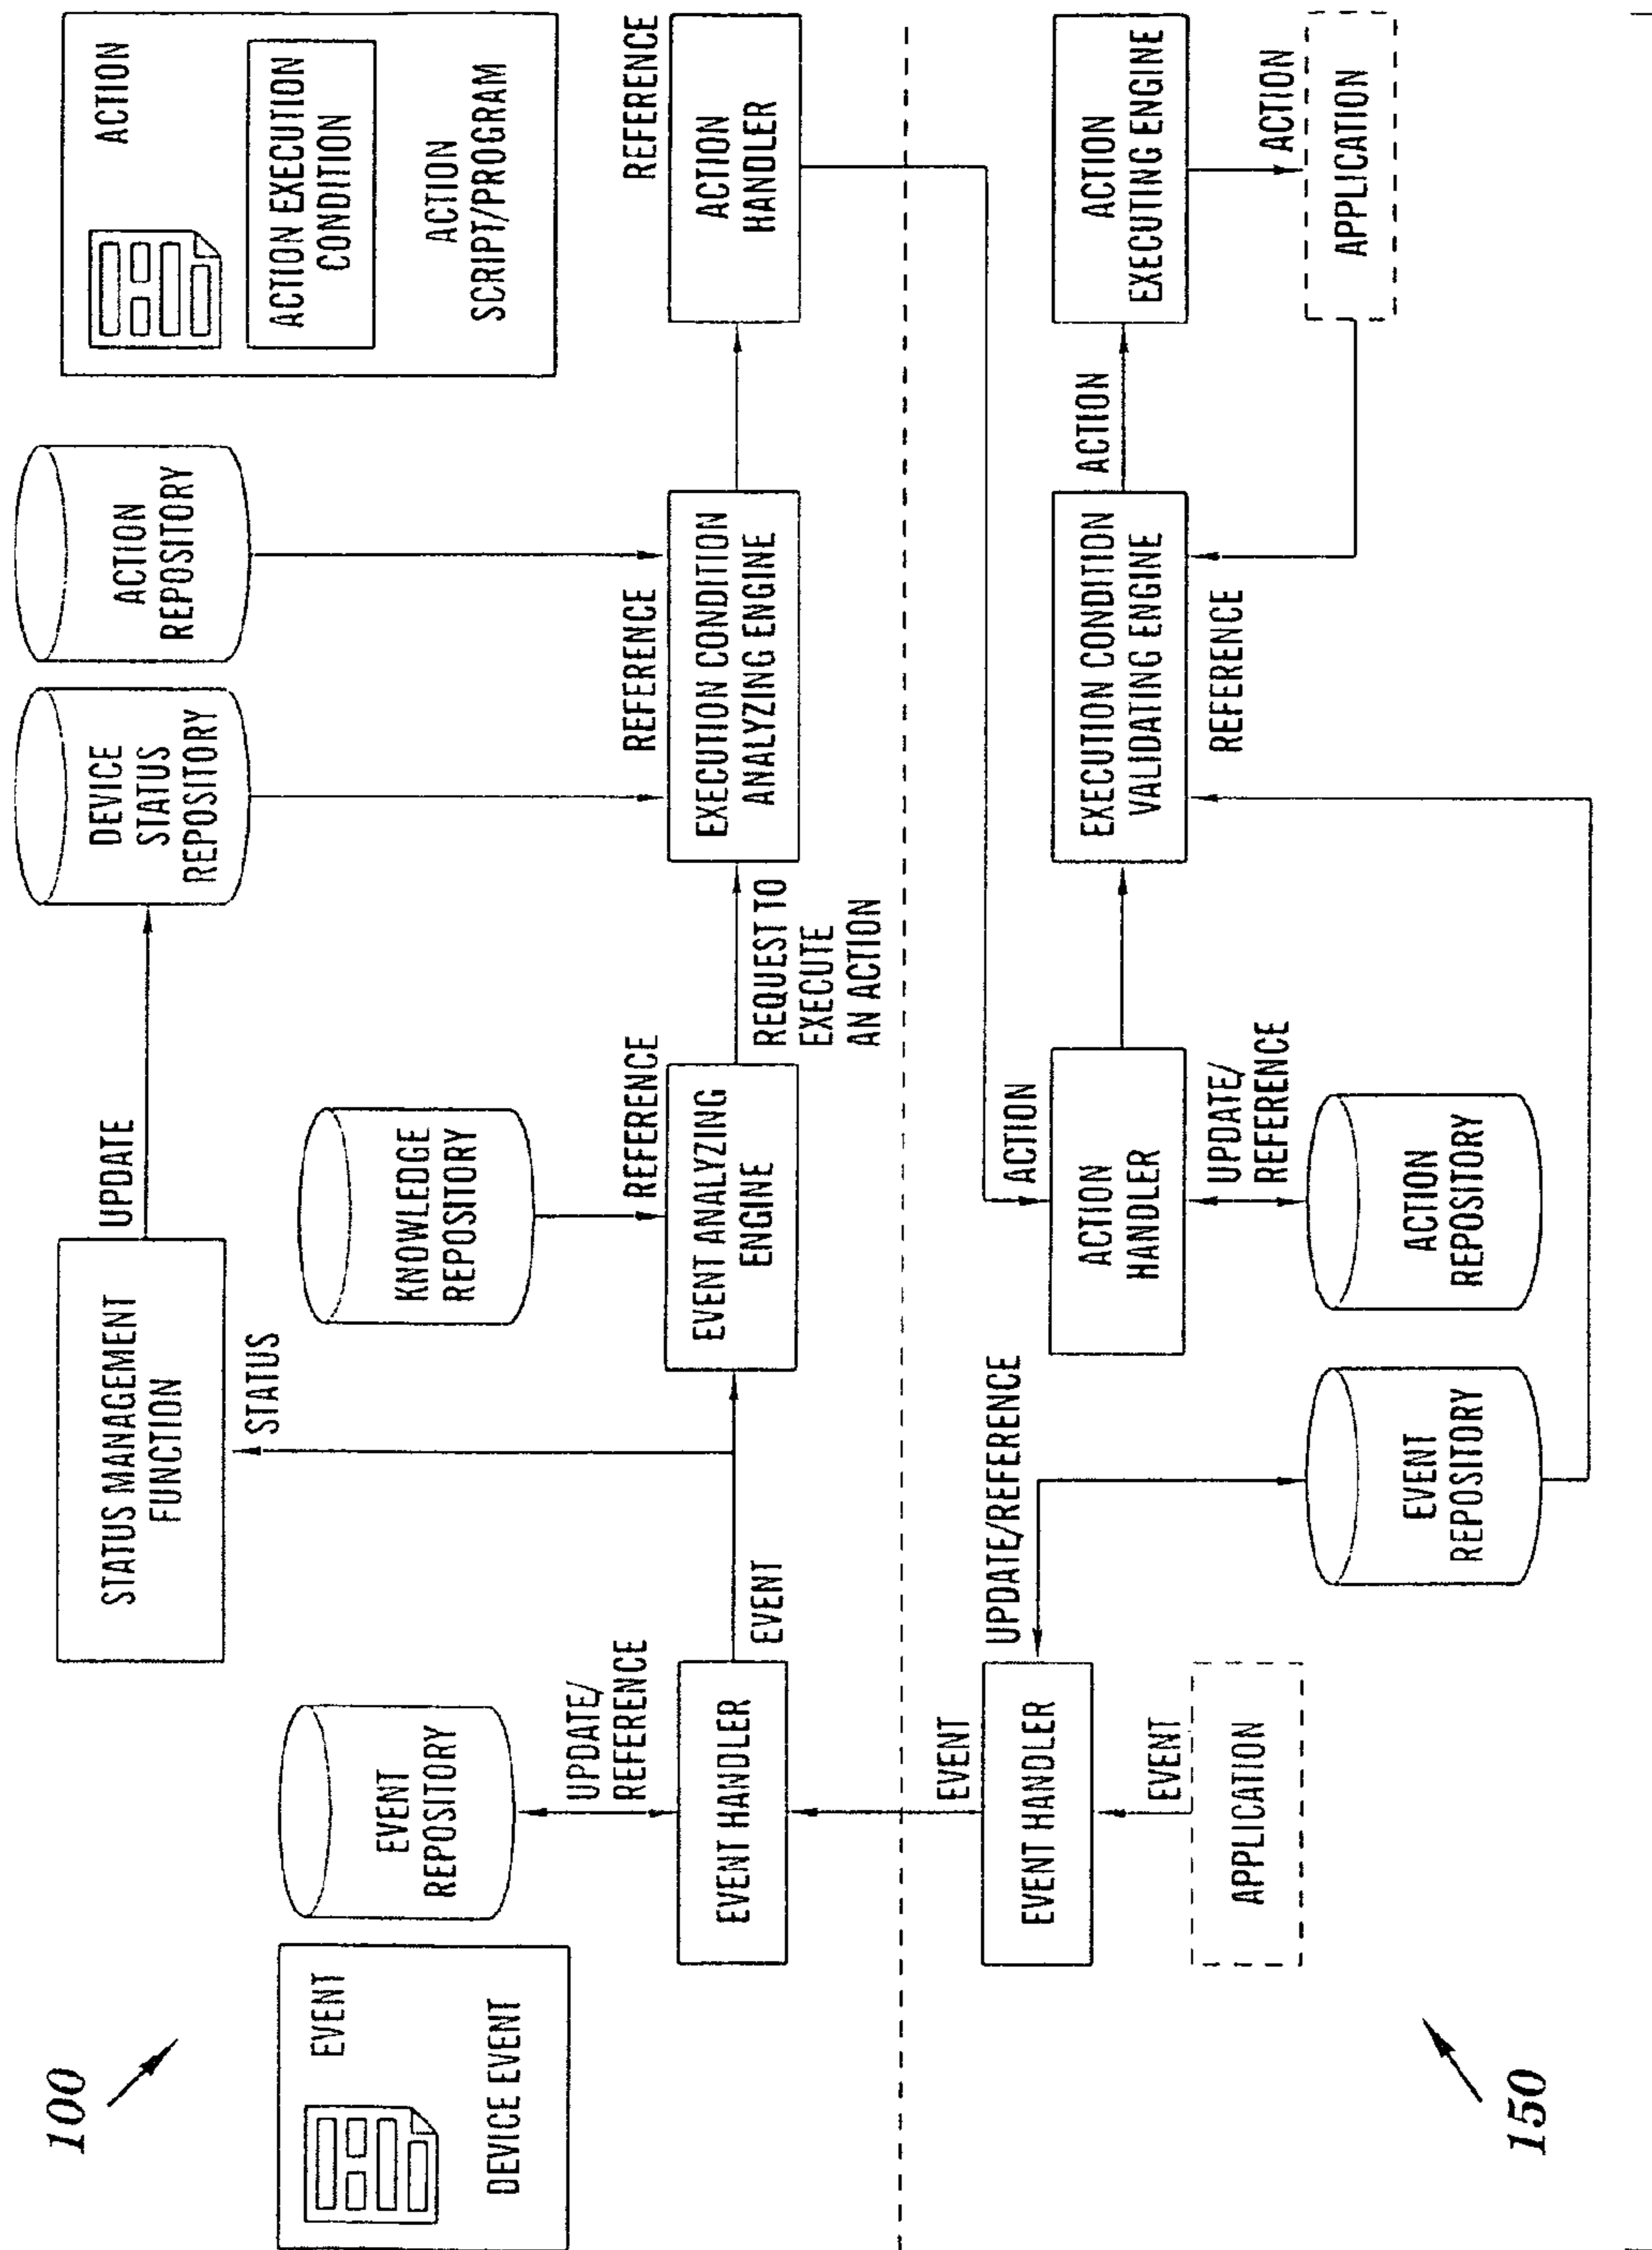 100
EVENT
DEVICE EVENT
STATUS MANAGEMENT
FUNCTION
UPDATE
STATUS
DEVICE
STATUS
REPOSITORY
ACTION
REPOSITORY
ACTION
ACTION EXECUTION
CONDITION
ACTION
SCRIPT/PROGRAM
EVENT
REPOSITORY
UPDATE/
REFERENCE
KNOWLEDGE
REPOSITORY
REFERENCE
REFERENCE
REFERENCE
EVENT HANDLER
EVENT
EVENT ANALYZING
ENGINE
REQUEST TO
EXECUTE
AN ACTION
EXECUTION CONDITION
ANALYZING ENGINE
ACTION
HANDLER
150
EVENT
EVENT HANDLER
EVENT
APPLICATION
UPDATE/REFERENCE
EVENT
REPOSITORY
ACTION
ACTION
HANDLER
UPDATE/
REFERENCE
ACTION
REPOSITORY
EXECUTION CONDITION
VALIDATING ENGINE
REFERENCE
ACTION
ACTION
EXECUTING ENGINE
ACTION
APPLICATION